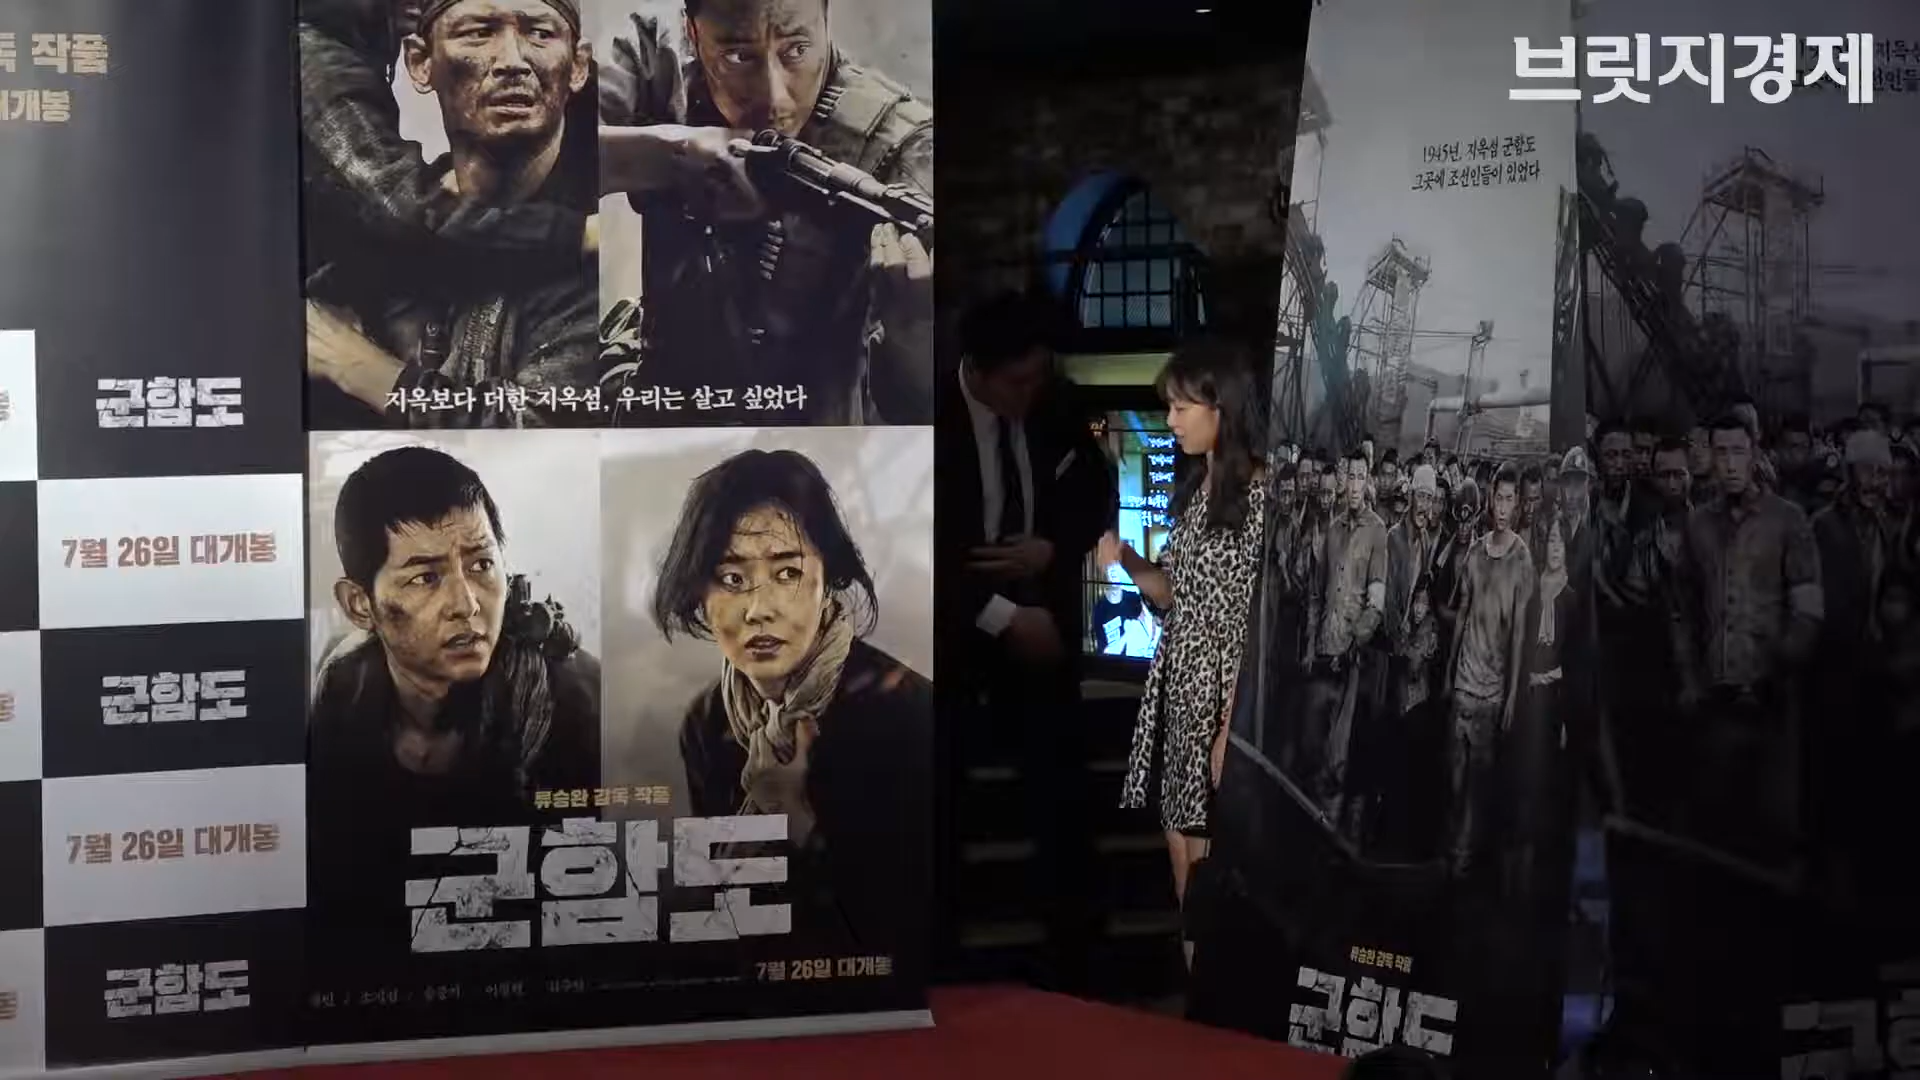 브릿지경제
독 작품
대개봉
군함도
7월 26일 대개봉
군함도
7월 26일 대개봉
군함도
지옥보다 더한 지옥섬, 우리는 살고 싶었다
류승완 감독 작품
군함도
7월 26일 대개봉
1945년, 지옥섬 군함도
그곳에 조선인들이 있었다
류승완 감독 작품
군함도